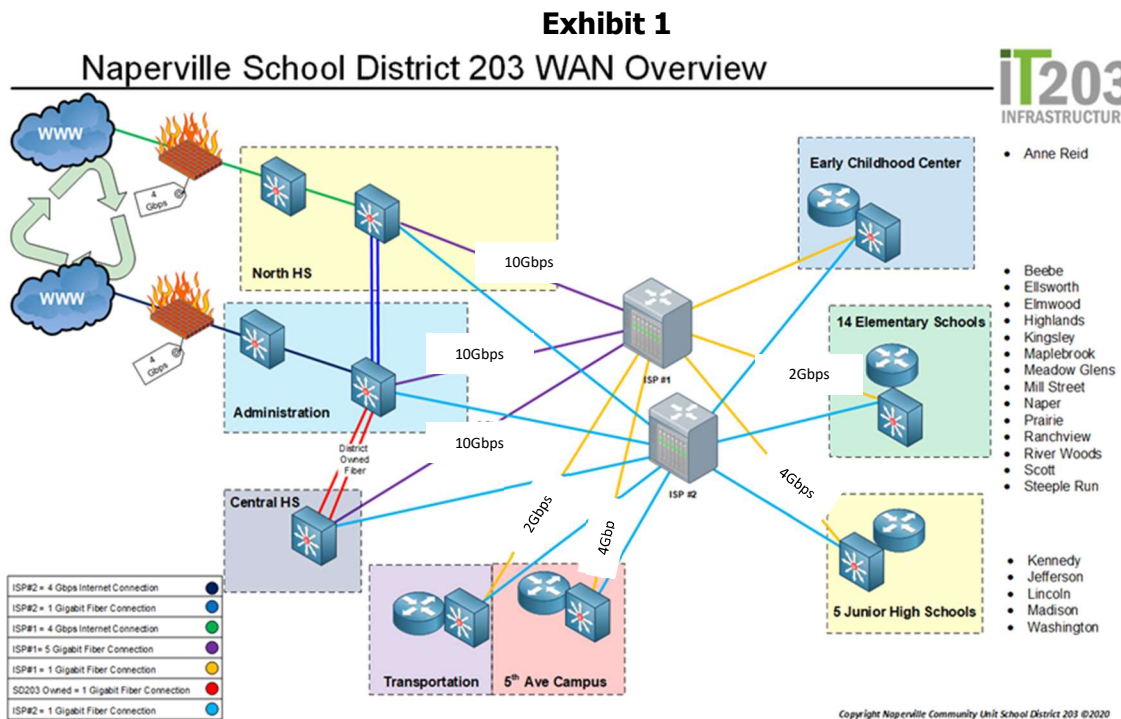 Exhibit 1
Naperville School District 203 WAN Overview
iT203
INFRASTRUCTURE
www
4
Gbps
North HS
www
4
Gbps
Administration
District
Owned
Fiber
Central HS
10Gbps
10Gbps
10Gbps
ISP #1
ISP #2
2Gbps
4Gbp
2Gbps
4Gbps
Early Childhood Center
14 Elementary Schools
5 Junior High Schools
Transportation
5th Ave Campus
• Anne Reid
• Beebe
• Ellsworth
• Elmwood
• Highlands
• Kingsley
• Maplebrook
• Meadow Glens
• Mill Street
• Naper
• Prairie
• Ranchview
• River Woods
• Scott
• Steeple Run
• Kennedy
• Jefferson
• Lincoln
• Madison
• Washington
ISP#2 = 4 Gbps Internet Connection
ISP#2 = 1 Gigabit Fiber Connection
ISP#1 = 4 Gbps Internet Connection
ISP#1= 5 Gigabit Fiber Connection
ISP#1 = 1 Gigabit Fiber Connection
SD203 Owned = 1 Gigabit Fiber Connection
ISP#2 = 1 Gigabit Fiber Connection
Copyright Naperville Community Unit School District 203 ©2020